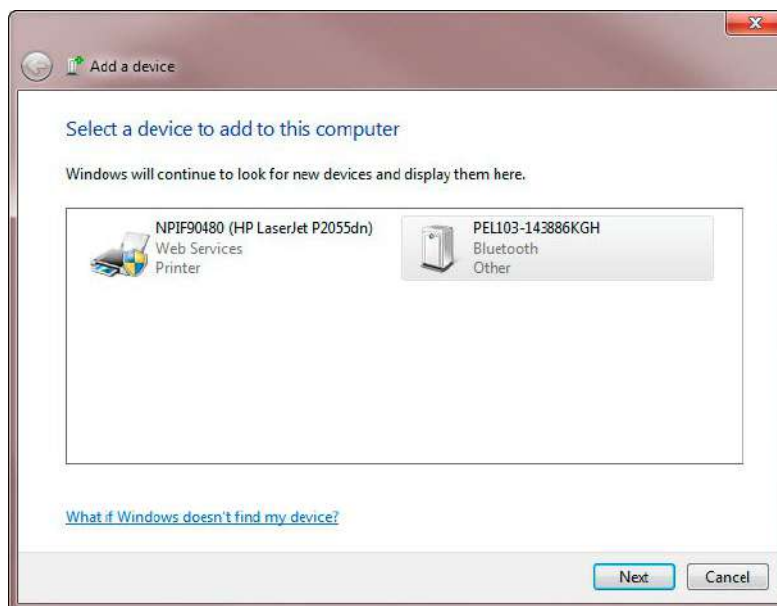 Add a device
Select a device to add to this computer
Windows will continue to look for new devices and display them here.
NPIF90480 (HP LaserJet P2055dn)
Web Services
Printer
PEL103-143886KGH
Bluetooth
Other
What if Windows doesn't find my device?
Next
Cancel